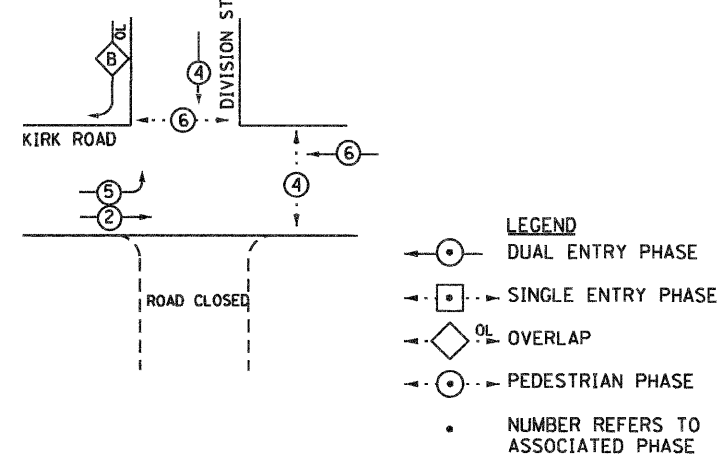 OL
B
4
DIVISION ST
6
KIRK ROAD
6
4
5
2
ROAD CLOSED
LEGEND
DUAL ENTRY PHASE
SINGLE ENTRY PHASE
OL OVERLAP
PEDESTRIAN PHASE
NUMBER REFERS TO
ASSOCIATED PHASE